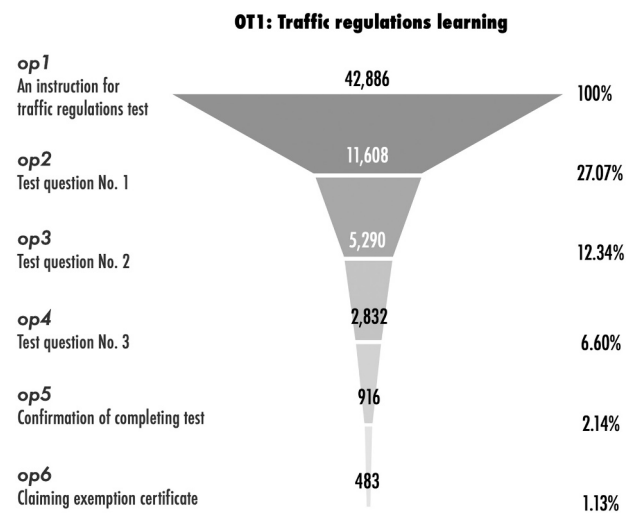 OT1: Traffic regulations learning
op1
An instruction for
traffic regulations test
42,886
100%
op2
Test question No. 1
11,608
27.07%
op3
Test question No. 2
5,290
12.34%
op4
Test question No. 3
2,832
6.60%
op5
Confirmation of completing test
916
2.14%
op6
Claiming exemption certificate
483
1.13%